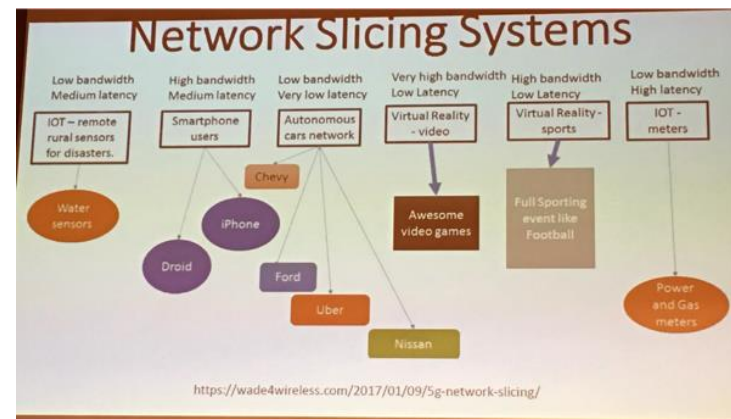 Network Slicing Systems
Low bandwidth
Medium latency
High bandwidth
Medium latency
Low bandwidth
Very low latency
Very high bandwidth
Low Latency
High bandwidth
Low Latency
Low bandwidth
High latency
IOT – remote
rural sensors
for disasters.
Smartphone
users
Autonomous
cars network
Virtual Reality
- video
Virtual Reality-
sports
IOT -
meters
Water
sensors
Droid
iPhone
Chevy
Ford
Uber
Nissan
Awesome
video games
Full Sporting
event like
Football
Power
and Gas
meters
https://wade4wireless.com/2017/01/09/5g-network-slicing/